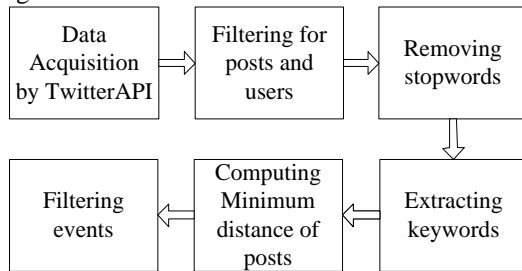 Data
Acquisition
by TwitterAPI
Filtering for
posts and
users
Removing
stopwords
Extracting
keywords
Computing
Minimum
distance of
posts
Filtering
events